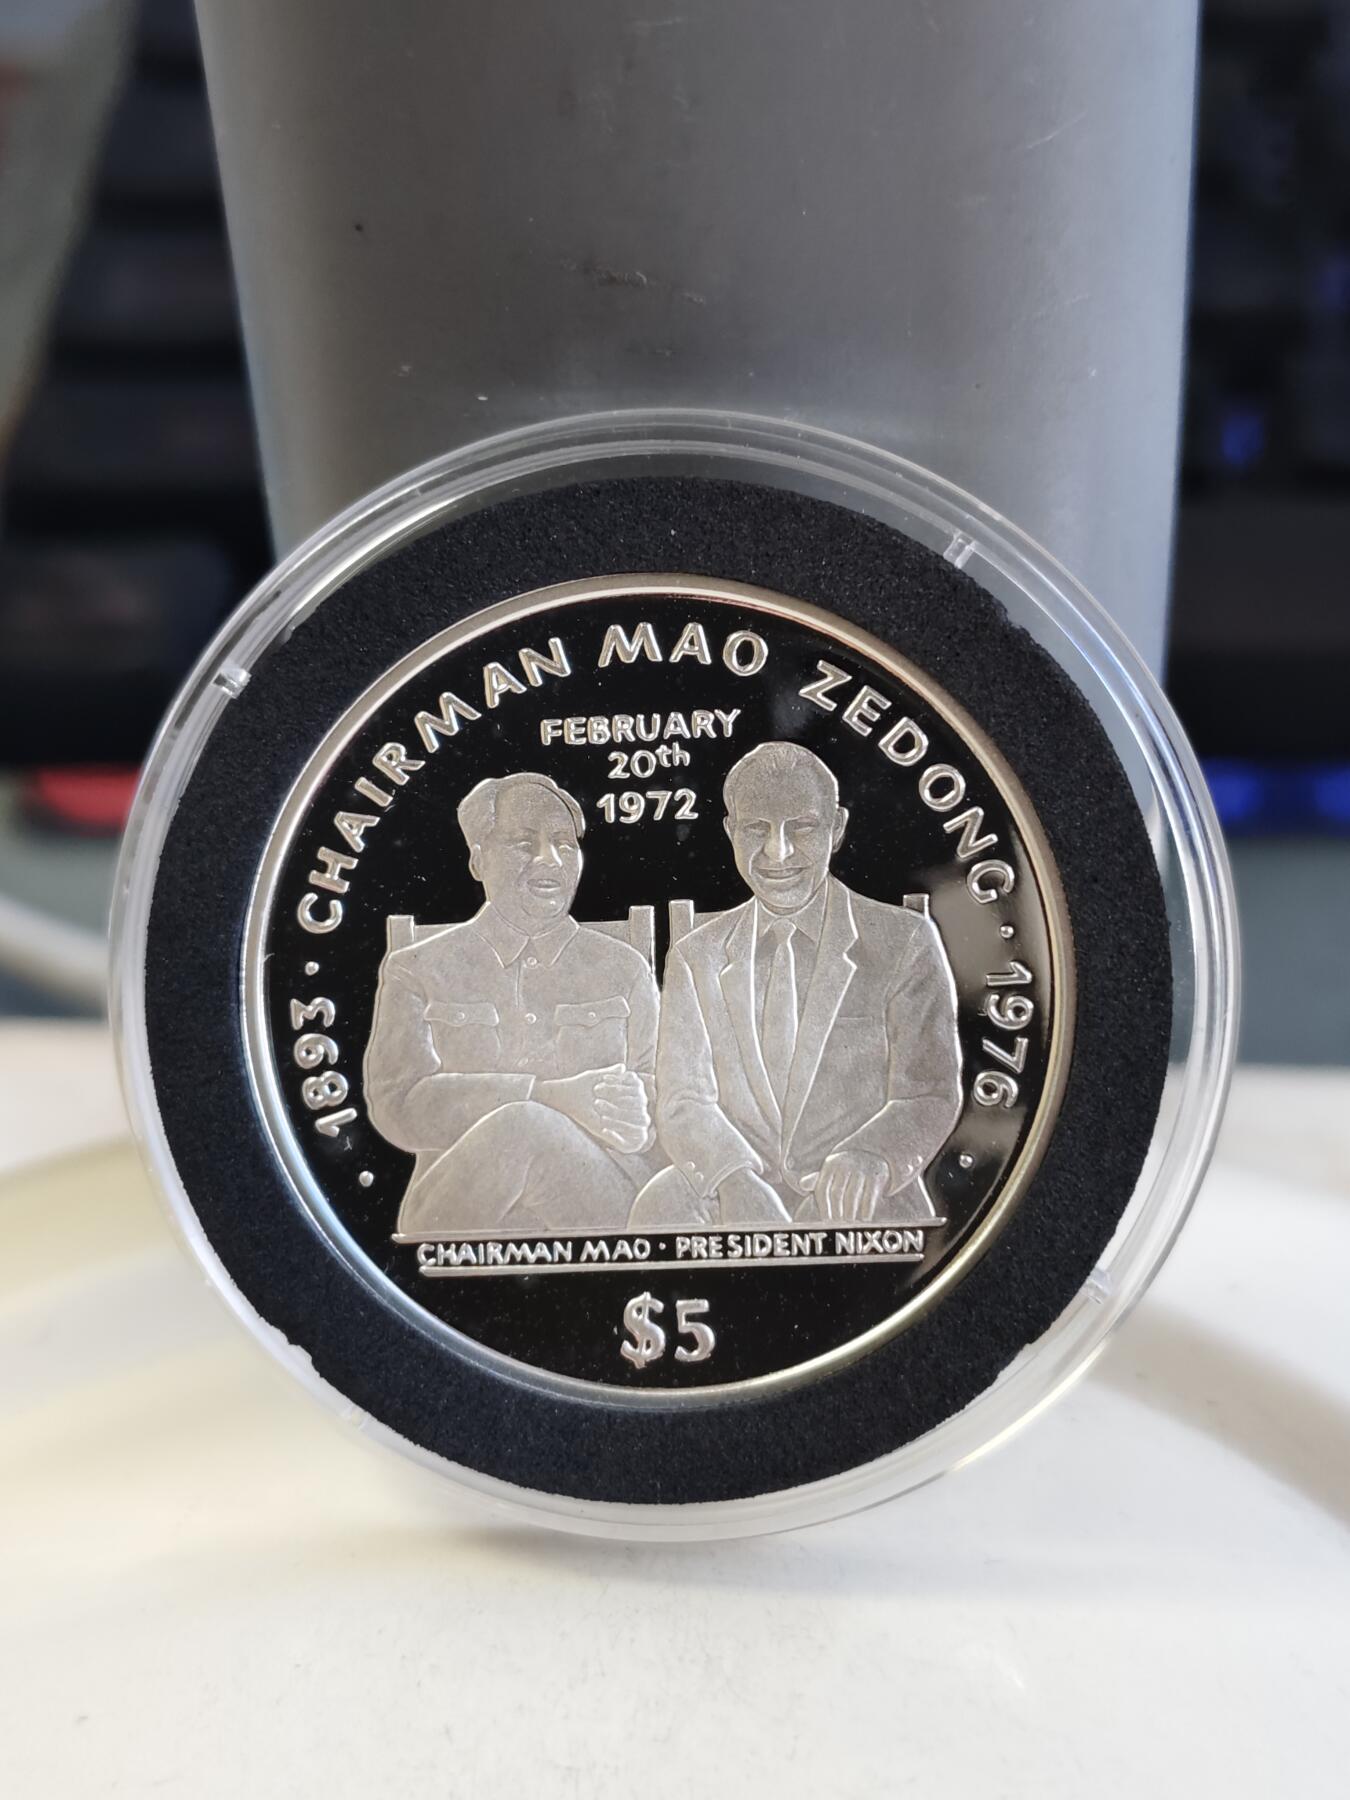 1893 · CHAIRMAN MAO ZEDONG · 1976
FEBRUARY
20th
1972
CHAIRMAN MAO · PRESIDENT NIXON
$5